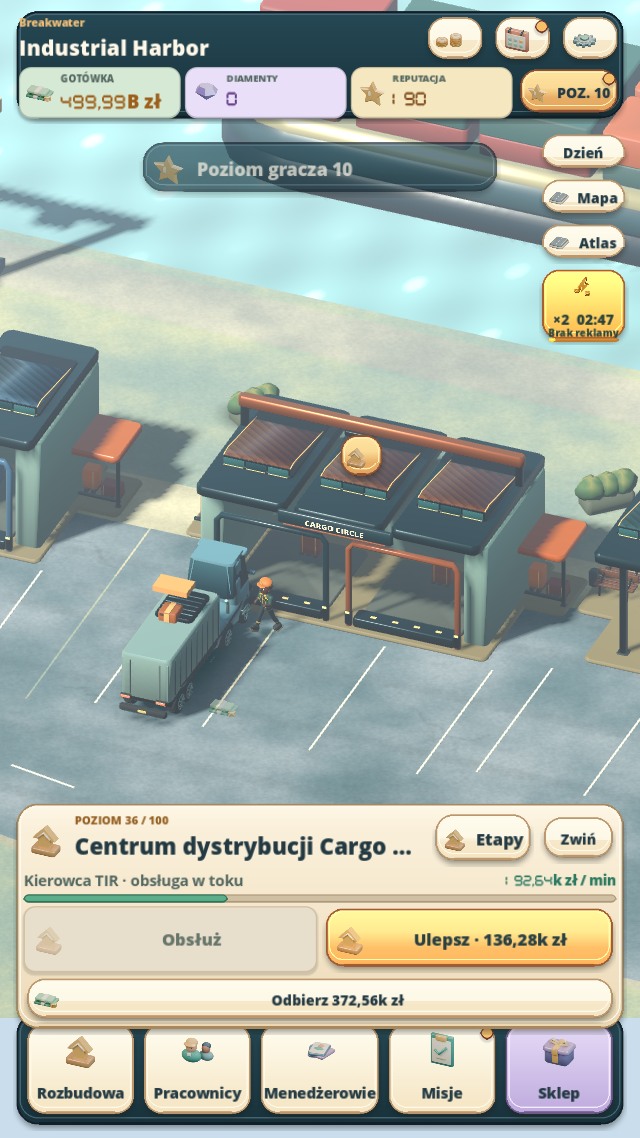 Breakwater
Industrial Harbor
GOTÓWKA
499,99B zł
DIAMENTY
0
REPUTACJA
190
POZ. 10
Poziom gracza 10
Dzień
Mapa
Atlas
×2 02:47
Brak reklamy
CARGO CIRCLE
POZIOM 36 / 100
Centrum dystrybucji Cargo ...
Etapy
Zwiń
Kierowca TIR · obsługa w toku
192,64k zł / min
Obsłuż
Ulepsz · 136,28k zł
Odbierz 372,56k zł
Rozbudowa
Pracownicy
Menedżerowie
Misje
Sklep